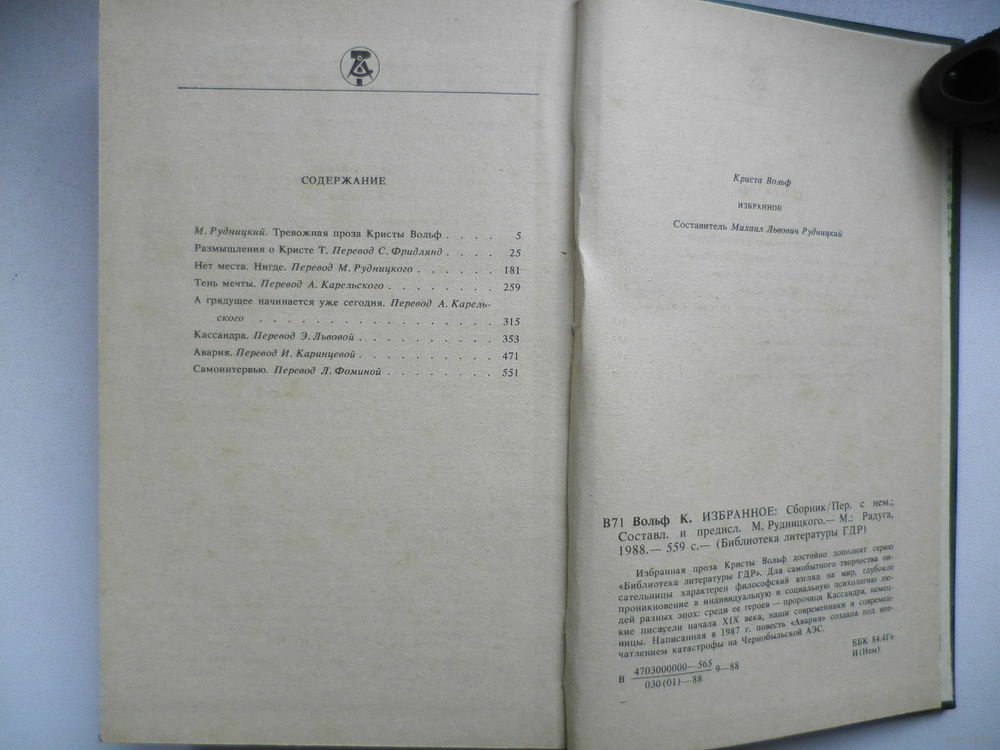 СОДЕРЖАНИЕ
М. Рудницкий. Тревожная проза Кристы Вольф . . . . 5
Размышления о Кристе Т. Перевод С. Фридлянд . . . . 25
Нет места. Нигде. Перевод М. Рудницкого . . . . . . 181
Тень мечты. Перевод А. Карельского . . . . . . . . 259
А грядущее начинается уже сегодня. Перевод А. Карель-
ского . . . . . . . . . . . . . . . . . 315
Кассандра. Перевод Э. Львовой . . . . . . . . . . 353
Авария. Перевод И. Каринцевой . . . . . . . . . . 471
Самоинтервью. Перевод Л. Фоминой . . . . . . . . 551
Криста Вольф
ИЗБРАННОЕ
Составитель Михаил Львович Рудницкий
В71 Вольф К. ИЗБРАННОЕ: Сборник/Пер. с нем.;
Составл. и предисл. М. Рудницкого.— М.: Радуга,
1988.— 559 с.— (Библиотека литературы ГДР)
Избранная проза Кристы Вольф достойно дополнит серию
«Библиотека литературы ГДР». Для самобытного творчества пи-
сательницы характерен философский взгляд на мир, глубокое
проникновение в индивидуальную и социальную психологию лю-
дей разных эпох: среди ее героев — пророчица Кассандра, немец-
кие писатели начала XIX века, наши современники и современ-
ницы. Написанная в 1987 г. повесть «Авария» создана под впе-
чатлением катастрофы на Чернобыльской АЭС.
В 4703000000—565 9—88
030(01)—88
ББК 84.4Ге
И(Нем)